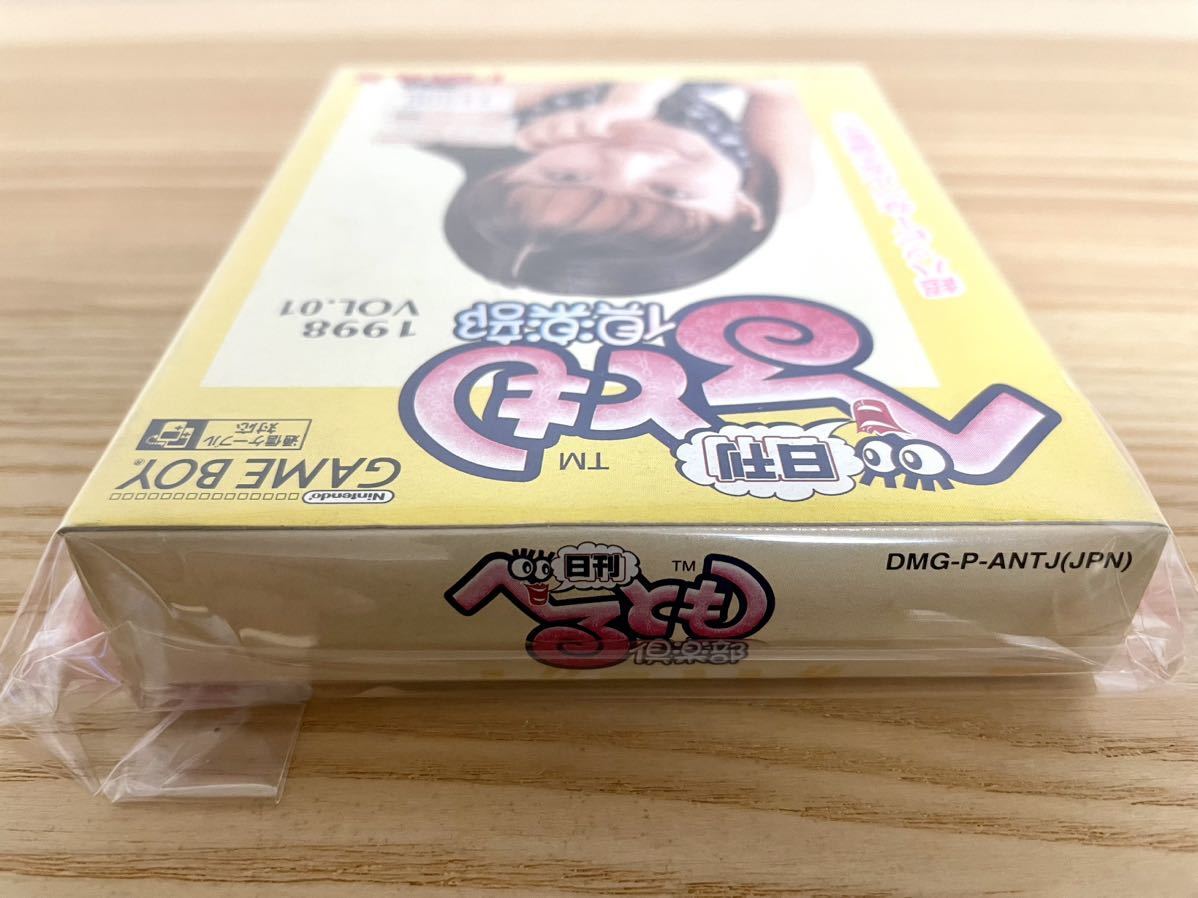 日刊
べるとも
TM
倶楽部
DMG-P-ANTJ(JPN)
Nintendo
GAME BOY®
通信ケーブル
対応
日刊
べるとも
TM
倶楽部
1998
VOL.01